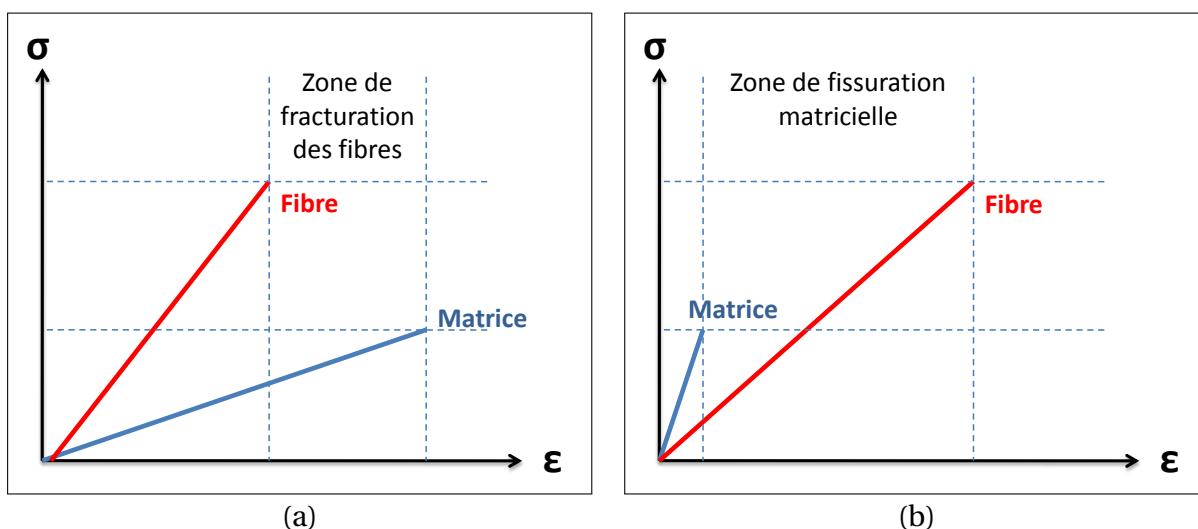 σ
Zone de
fracturation
des fibres
Fibre
Matrice
ε
(a)
σ
Zone de fissuration
matricielle
Fibre
Matrice
ε
(b)